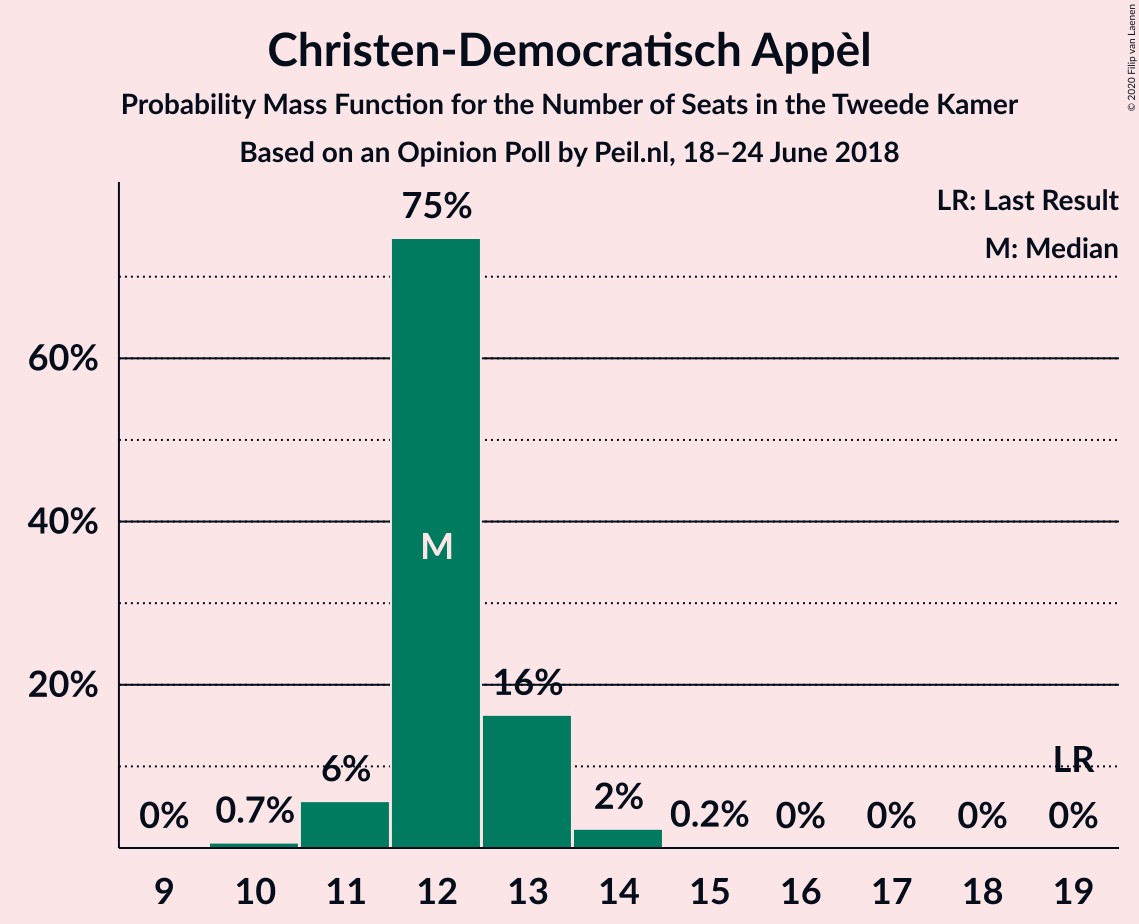 Christen-Democratisch Appèl
Probability Mass Function for the Number of Seats in the Tweede Kamer
Based on an Opinion Poll by Peil.nl, 18–24 June 2018
© 2020 Filip van Laenen
LR: Last Result
M: Median
60%
40%
20%
0%
0.7%
6%
75%
M
16%
2%
0.2%
0%
0%
0%
LR
0%
9 10 11 12 13 14 15 16 17 18 19